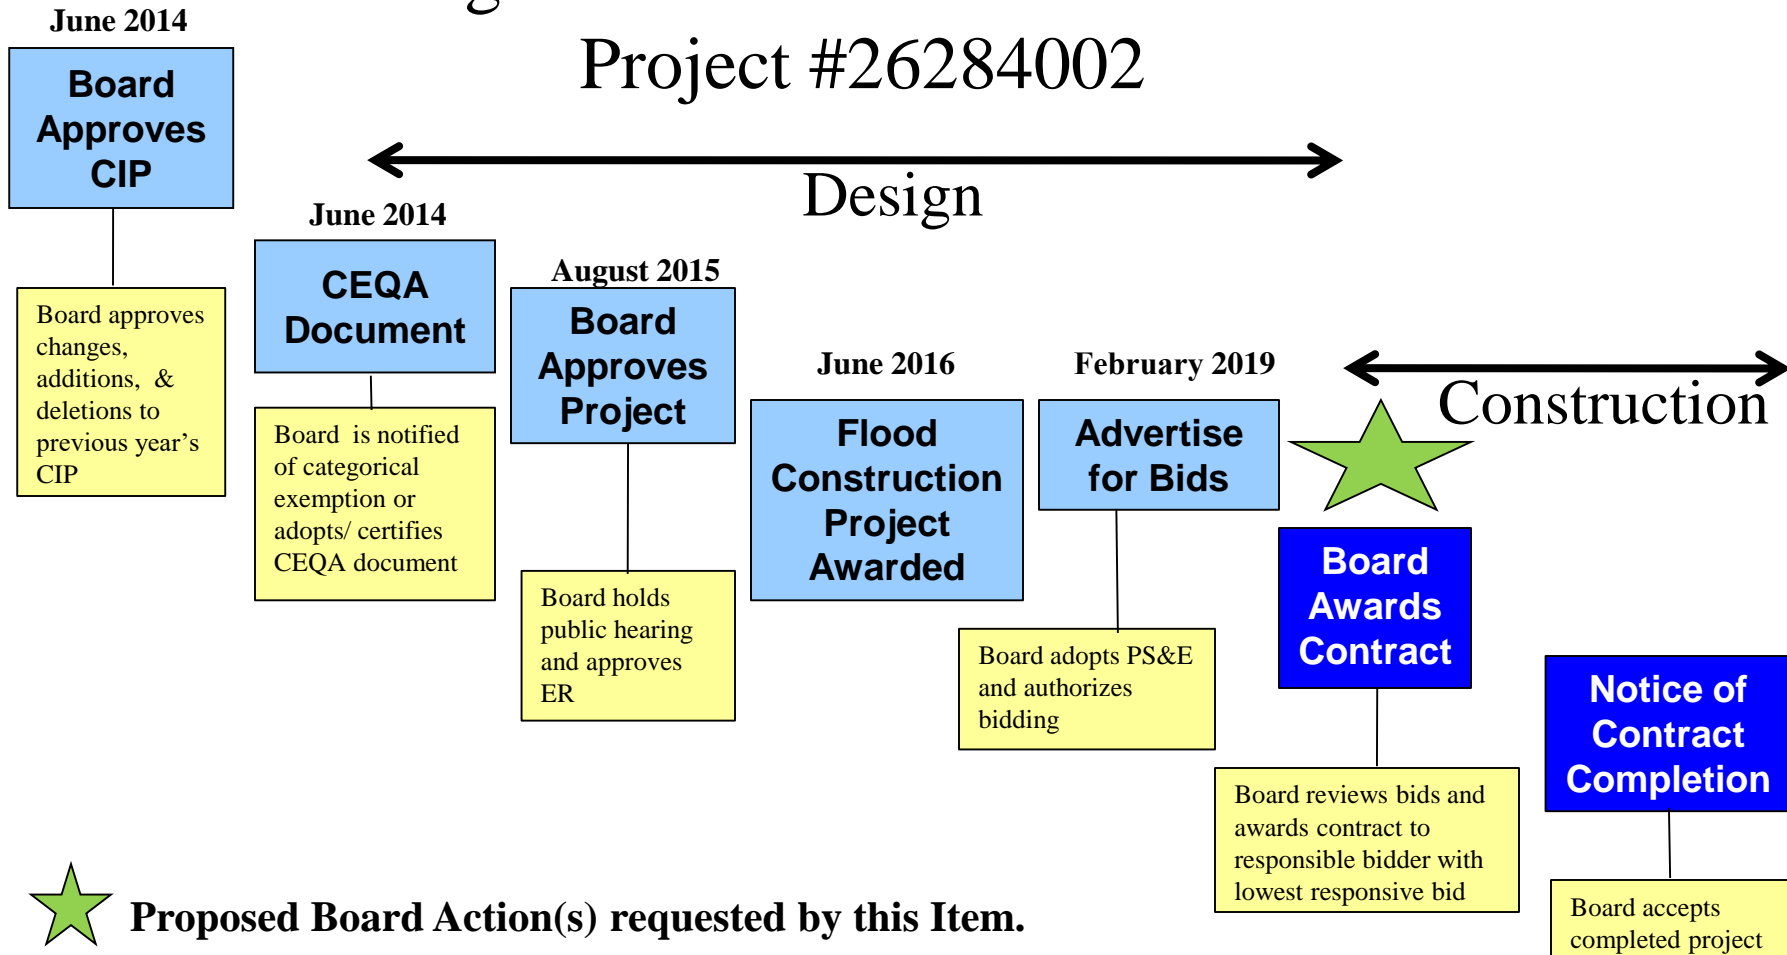 June 2014
Project #26284002
Board
Approves
CIP
Design
June 2014
CEQA
Document
August 2015
Board
Approves
Project
Board approves
changes,
additions, &
deletions to
previous year's
CIP
June 2016
February 2019
Construction
Flood
Construction
Project
Awarded
Advertise
for Bids
Board is notified
of categorical
exemption or
adopts/ certifies
CEQA document
Board
Awards
Contract
Board holds
public hearing
and approves
ER
Board adopts PS&E
and authorizes
bidding
Notice of
Contract
Completion
Board reviews bids and
awards contract to
responsible bidder with
lowest responsive bid
Proposed Board Action(s) requested by this Item.
Board accepts
completed project